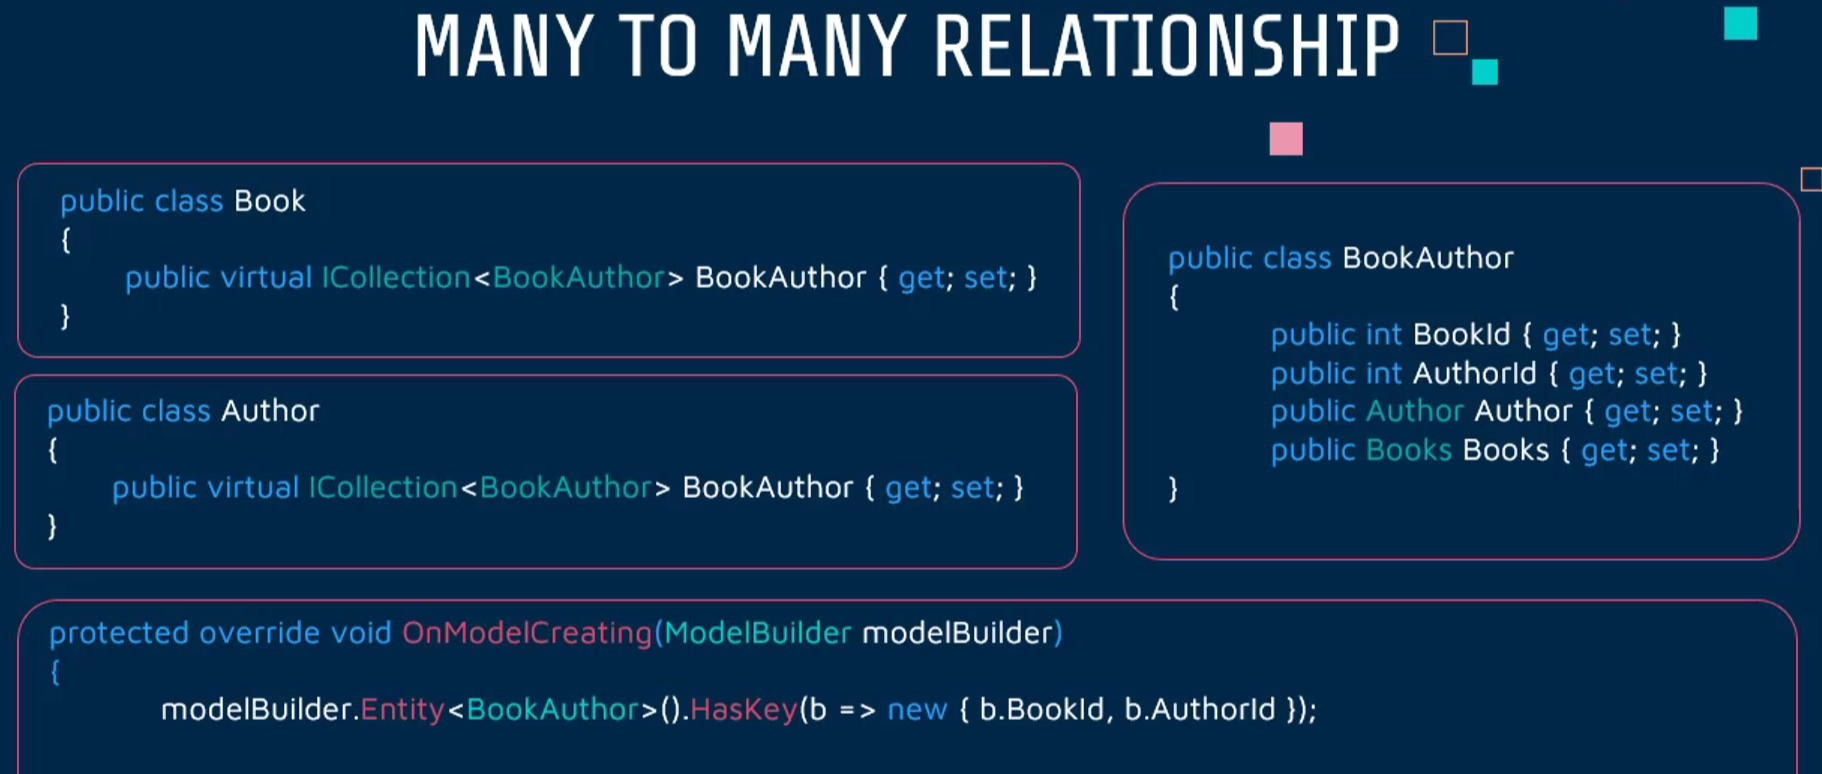 MANY TO MANY RELATIONSHIP
public class Book
{
public virtual ICollection<BookAuthor> BookAuthor { get; set; }
}
public class Author
{
public virtual ICollection<BookAuthor> BookAuthor { get; set; }
}
public class BookAuthor
{
public int BookId { get; set; }
public int AuthorId { get; set; }
public Author Author { get; set; }
public Books Books { get; set; }
}
protected override void OnModelCreating(ModelBuilder modelBuilder)
{
modelBuilder.Entity<BookAuthor>().HasKey(b => new { b.BookId, b.AuthorId });